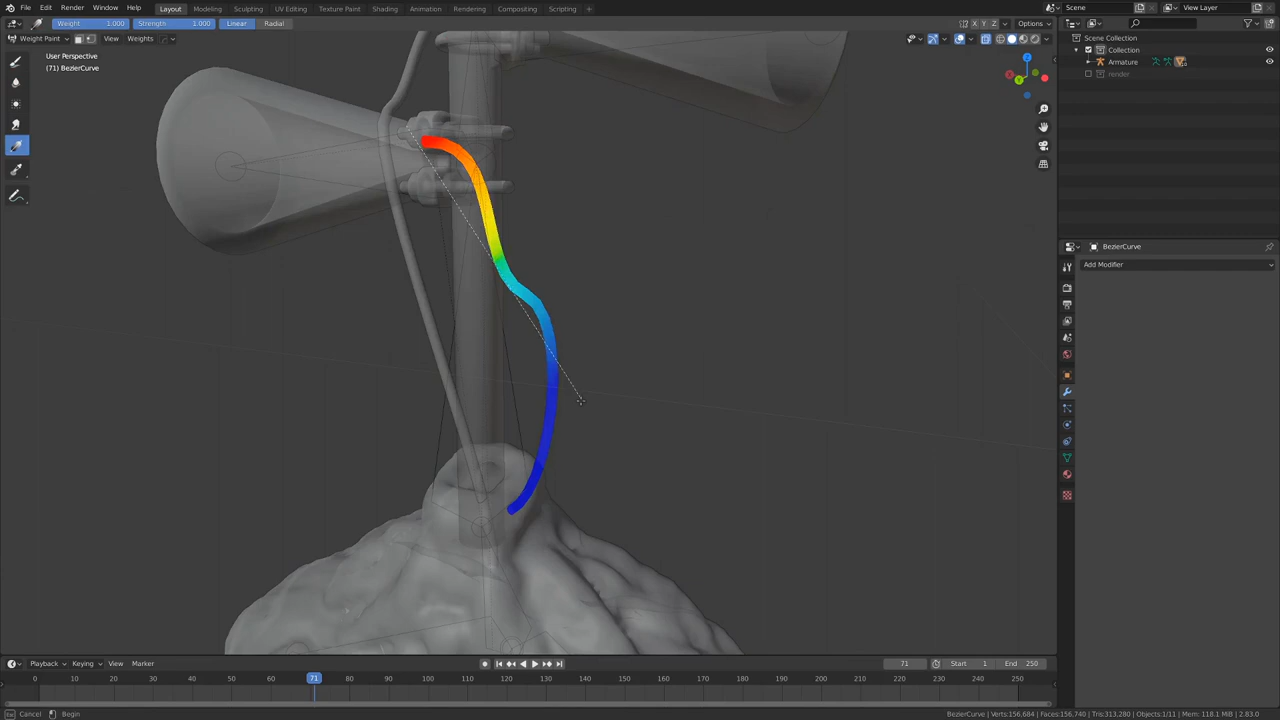 File Edit Render Window Help Layout Modeling Sculpting UV Editing Texture Paint Shading Animation Rendering Compositing Scripting + Scene View Layer
Weight 1.000 Strength 1.000 Linear Radial X Y Z Options
Weight Paint View Weights
User Perspective
(71) BezierCurve
Scene Collection
Collection
Armature
render
BezierCurve
Add Modifier
Playback Keying View Marker 71 Start 1 End 250
0 10 20 30 40 50 60 71 80 90 100 110 120 130 140 150 160 170 180 190 200 210 220 230 240 250
Cancel Begin BezierCurve | Verts:156,684 | Faces:156,740 | Tris:313,280 | Objects:1/11 | Mem: 118.1 MiB | 2.83.0